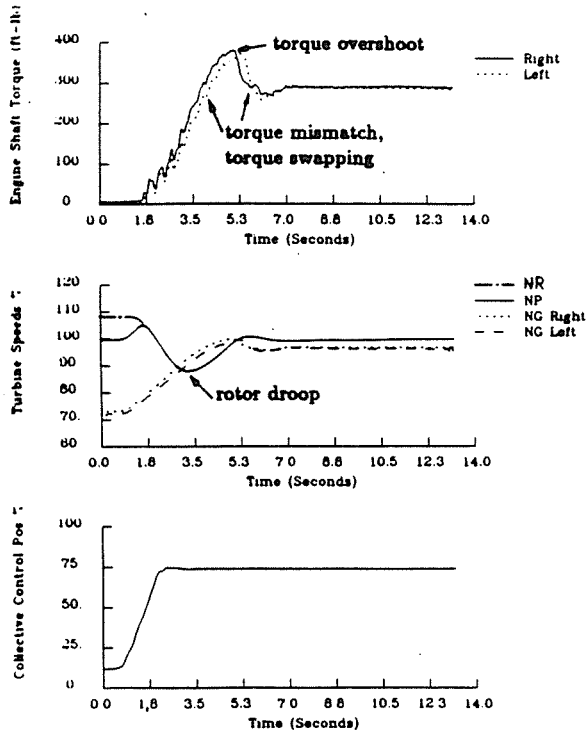 Engine Shaft Torque (ft-lb)
400
300
200
100
0
0.0 1.8 3.5 5.3 7.0 8.8 10.5 12.3 14.0
Time (Seconds)
torque overshoot
torque mismatch,
torque swapping
Right
Left
Turbine Speeds %
120
110
100
90
80.
70.
60
0.0 1.8 3.5 5.3 7.0 8.8 10.5 12.3 14.0
Time (Seconds)
rotor droop
NR
NP
NG Right
NG Left
Collective Control Pos %
100
75
50.
25.
0
0.0 1,8 3.5 5.3 7.0 8.8 10.5 12.3 14.0
Time (Seconds)